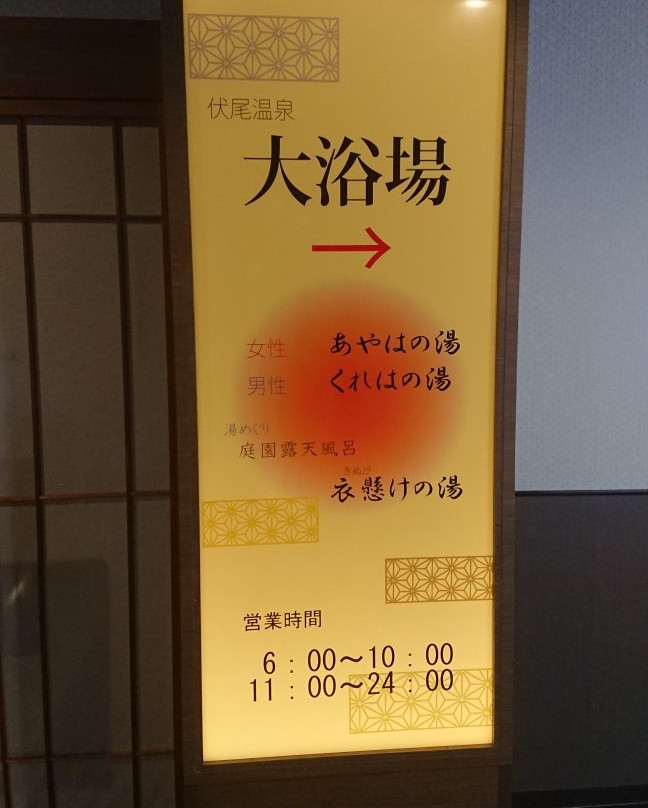 伏尾温泉
大浴場
→
女性 あやはの湯
男性 くれはの湯
湯めぐり
庭園露天風呂
きぬが
衣懸けの湯
営業時間
6：00～10：00
11：00～24：00